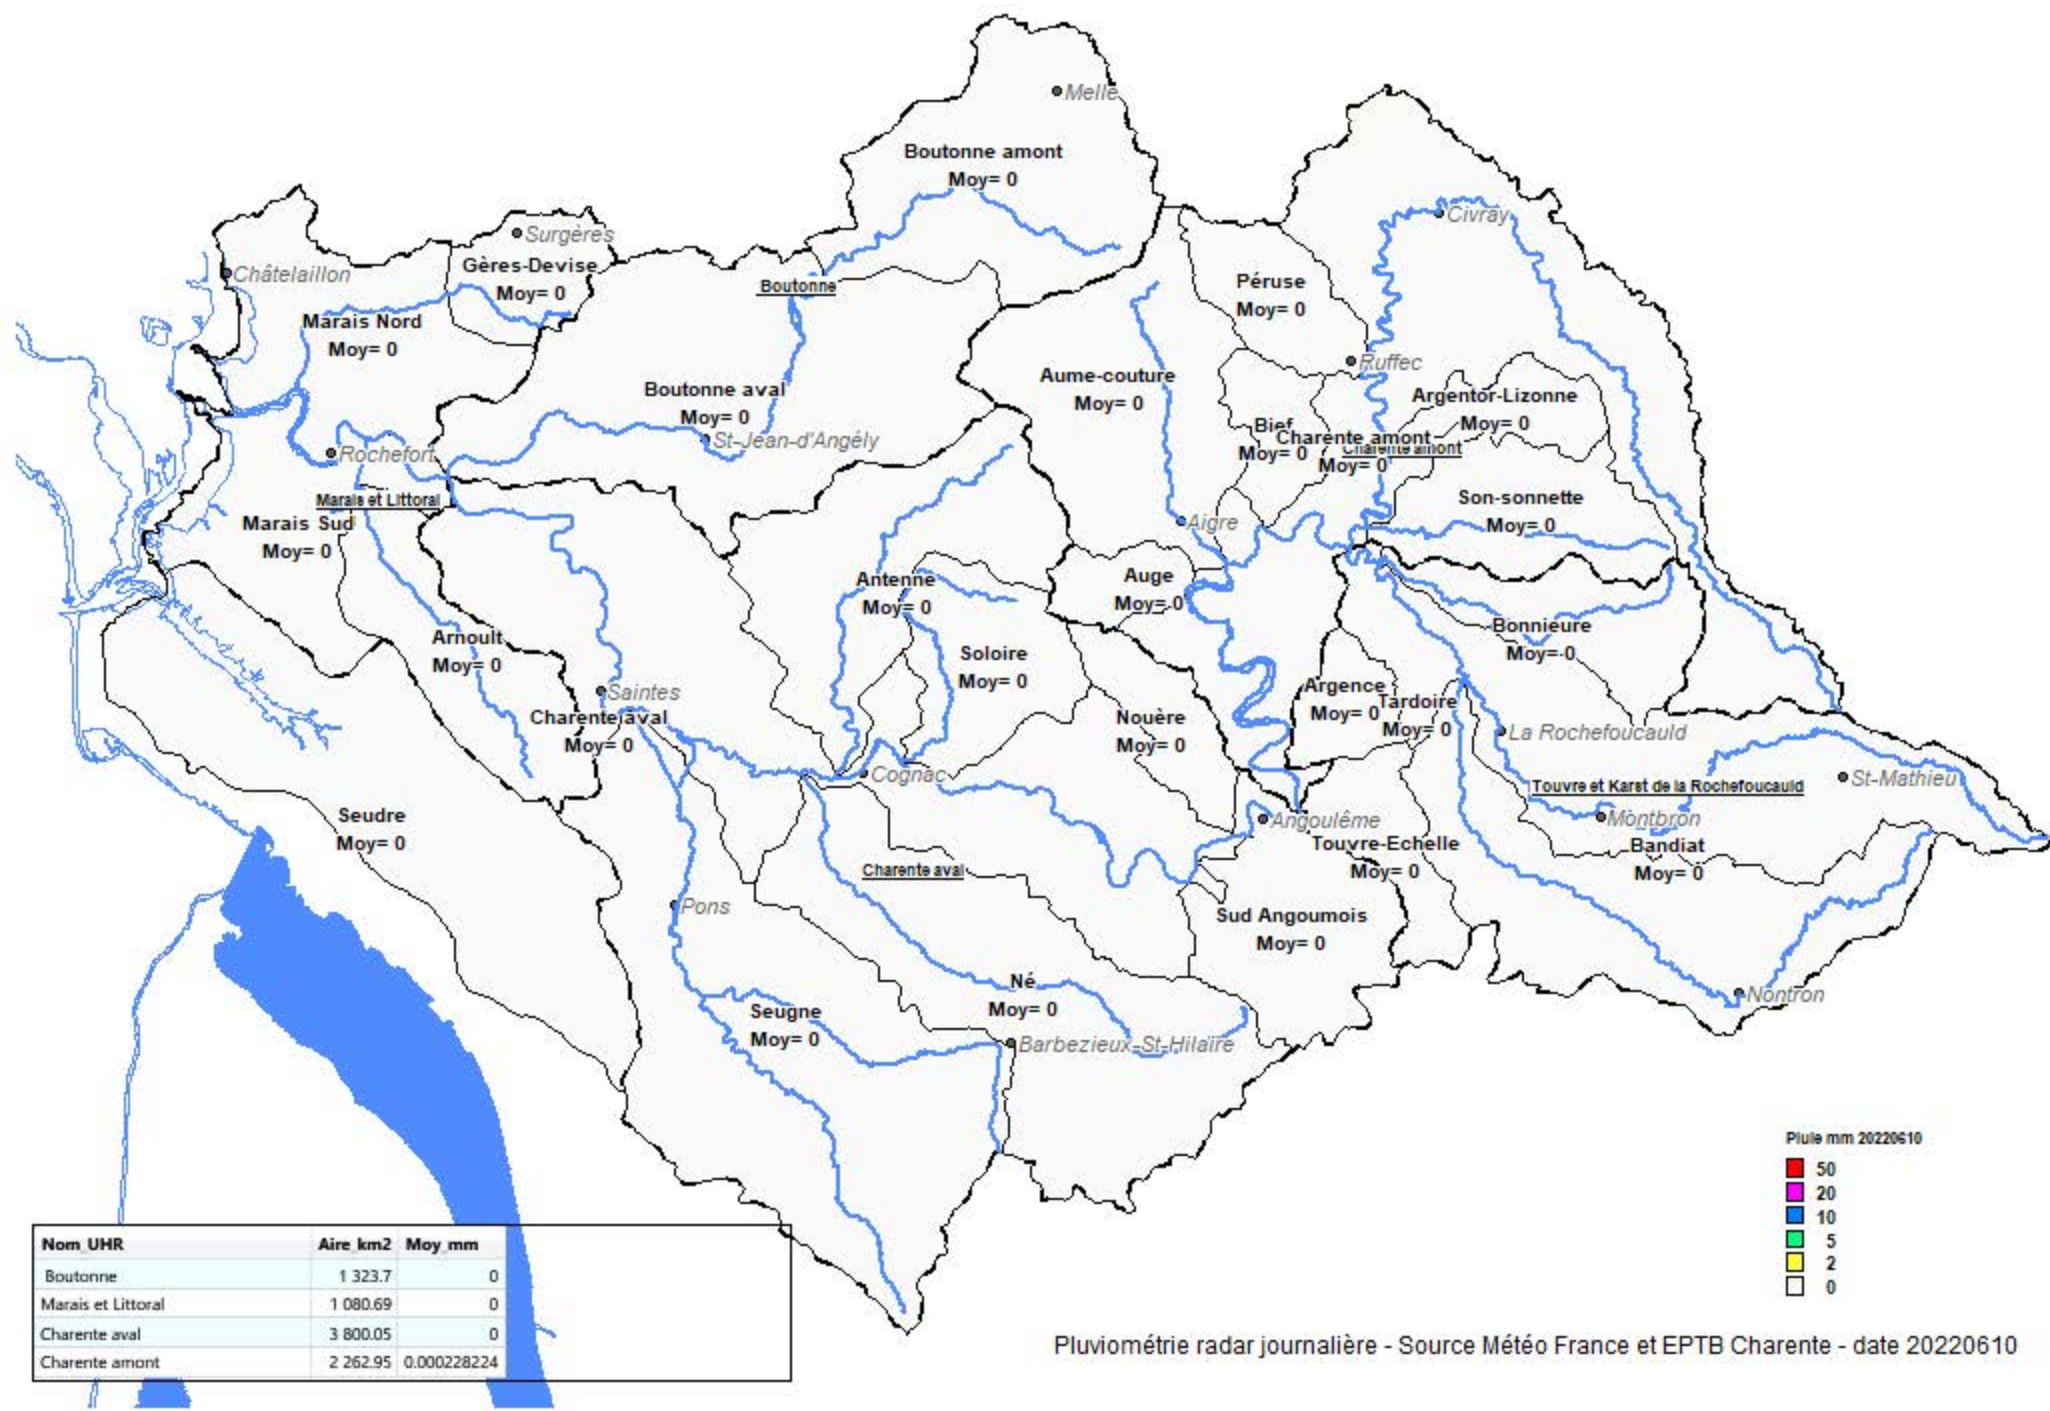 Melle
Boutonne amont
Moy= 0
Civray
Surgères
Châtelaillon
Gères-Devise
Moy= 0
Boutonne
Péruse
Moy= 0
Marais Nord
Moy= 0
Ruffec
Aume-couture
Moy= 0
Boutonne aval
Moy= 0
Argentor-Lizonne
Moy= 0
St-Jean-d'Angély
Bief
Moy= 0
Charente amont
Moy= 0
Charente amont
Rochefort
Marais et Littoral
Son-sonnette
Moy= 0
Marais Sud
Moy= 0
Aigre
Antenne
Moy= 0
Auge
Moy= 0
Bonnieure
Moy= 0
Arnoult
Moy= 0
Soloire
Moy= 0
Saintes
Argence
Moy= 0
Tardoire
Moy= 0
Charente aval
Moy= 0
Nouère
Moy= 0
La Rochefoucauld
Cognac
Touvre et Karst de la Rochefoucauld
St-Mathieu
Seudre
Moy= 0
Angoulême
Montbron
Touvre-Echelle
Moy= 0
Bandiat
Moy= 0
Charente aval
Pons
Sud Angoumois
Moy= 0
Né
Moy= 0
Nontron
Seugne
Moy= 0
Barbezieux-St-Hilaire
Pluie mm 20220610
50
20
10
5
2
0
Nom_UHR Aire_km2 Moy_mm
Boutonne 1 323.7 0
Marais et Littoral 1 080.69 0
Charente aval 3 800.05 0
Charente amont 2 262.95 0.000228224
Pluviométrie radar journalière - Source Météo France et EPTB Charente - date 20220610